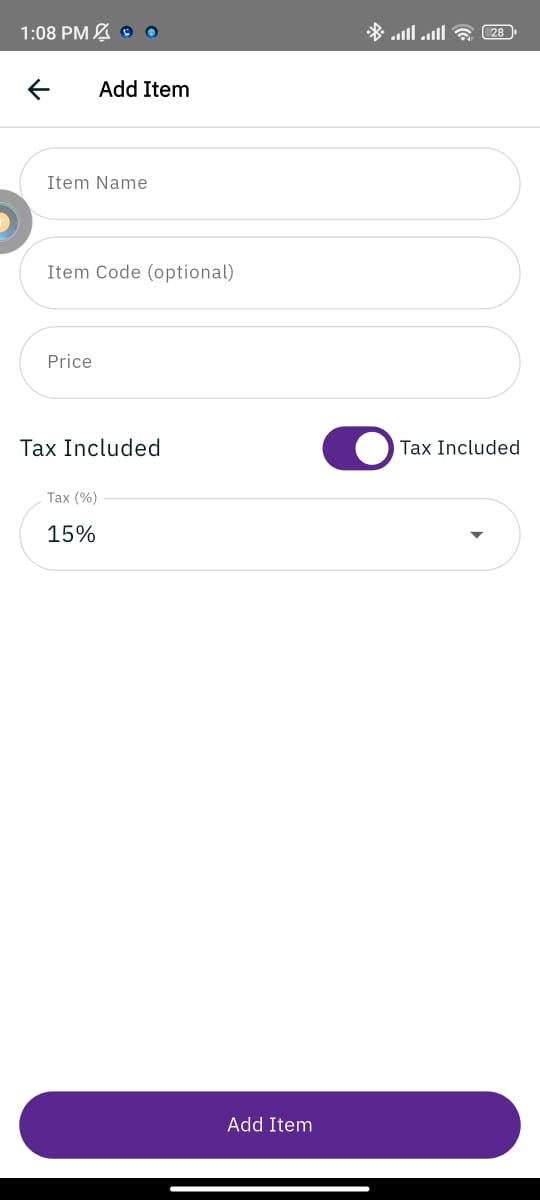 1:08 PM
28
Add Item
Item Name
Item Code (optional)
Price
Tax Included
Tax Included
Tax (%)
15%
Add Item